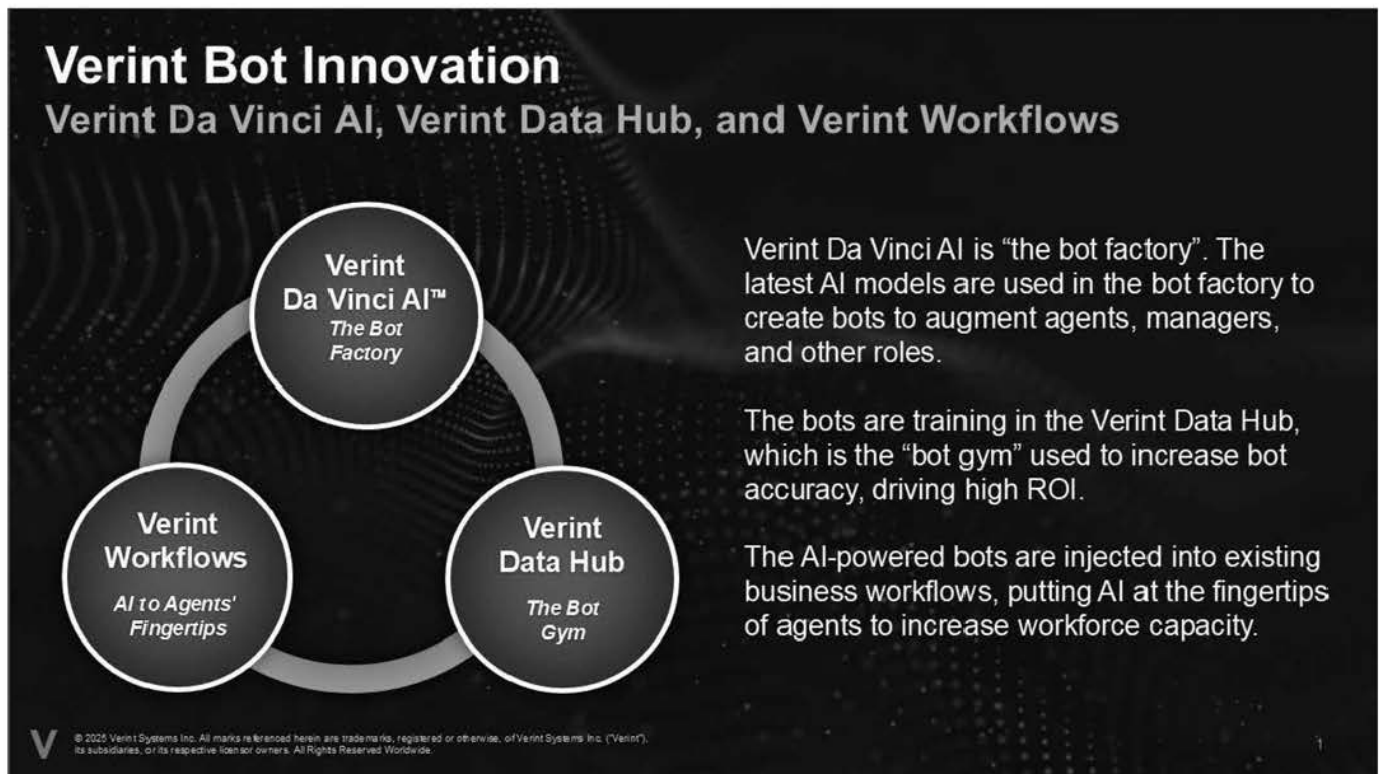 Verint Bot Innovation
Verint Da Vinci AI, Verint Data Hub, and Verint Workflows
Verint
Da Vinci AI™
The Bot
Factory
Verint
Workflows
AI to Agents'
Fingertips
Verint
Data Hub
The Bot
Gym
Verint Da Vinci AI is “the bot factory”. The
latest AI models are used in the bot factory to
create bots to augment agents, managers,
and other roles.
The bots are training in the Verint Data Hub,
which is the “bot gym” used to increase bot
accuracy, driving high ROI.
The AI-powered bots are injected into existing
business workflows, putting AI at the fingertips
of agents to increase workforce capacity.
V
© 2025 Verint Systems Inc. All marks referenced herein are trademarks, registered or otherwise, of Verint Systems Inc. (“Verint”),
its subsidiaries, or its respective licensor owners. All Rights Reserved Worldwide.
1